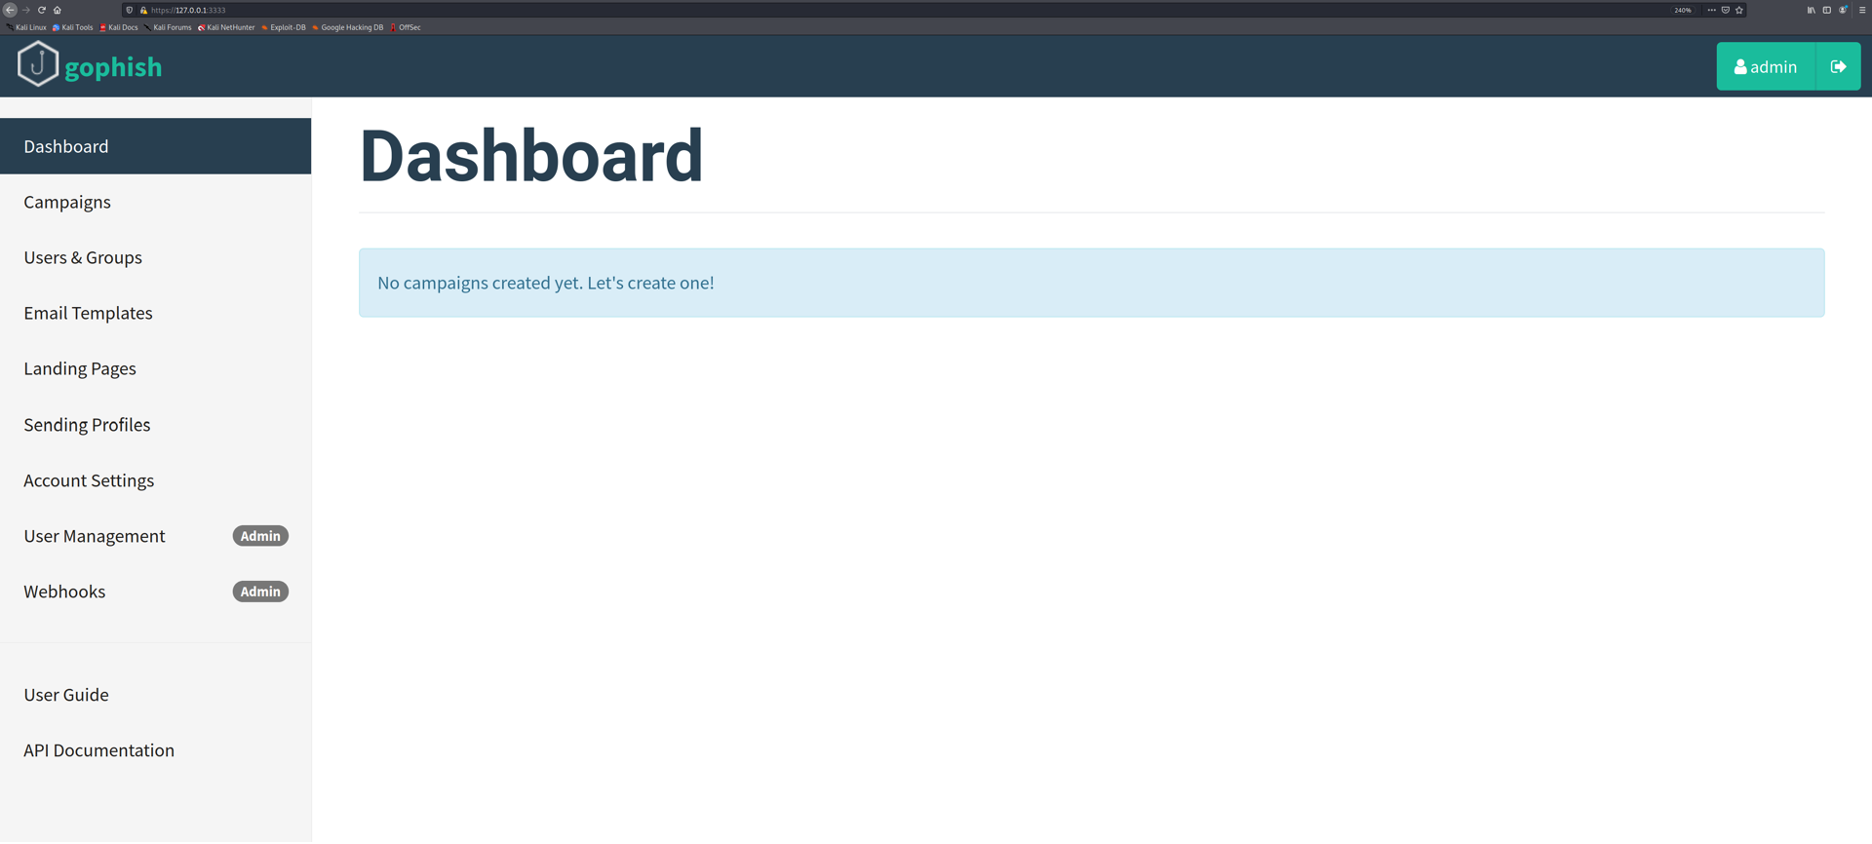 https://127.0.0.1:3333
240%
Kali Linux Kali Tools Kali Docs Kali Forums Kali NetHunter Exploit-DB Google Hacking DB OffSec
gophish
admin
Dashboard
Campaigns
Users & Groups
Email Templates
Landing Pages
Sending Profiles
Account Settings
User Management Admin
Webhooks Admin
User Guide
API Documentation
Dashboard
No campaigns created yet. Let's create one!